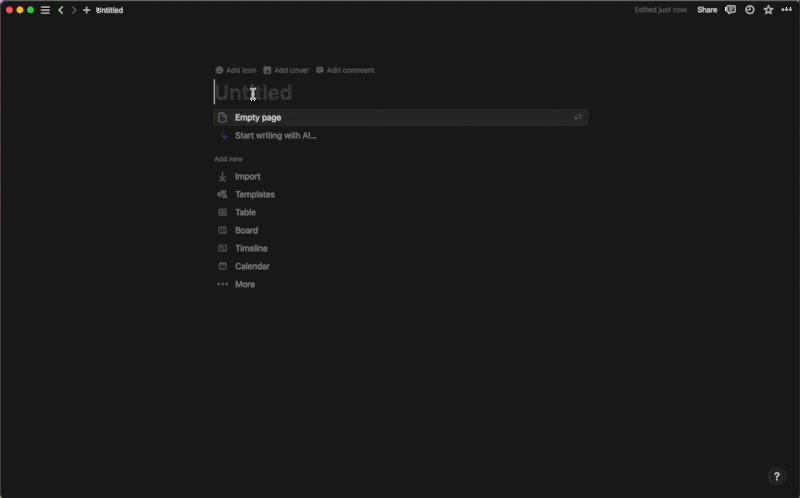 Untitled
Edited just now
Share
Add icon
Add cover
Add comment
Untitled
Empty page
Start writing with AI...
Add new
Import
Templates
Table
Board
Timeline
Calendar
More
?